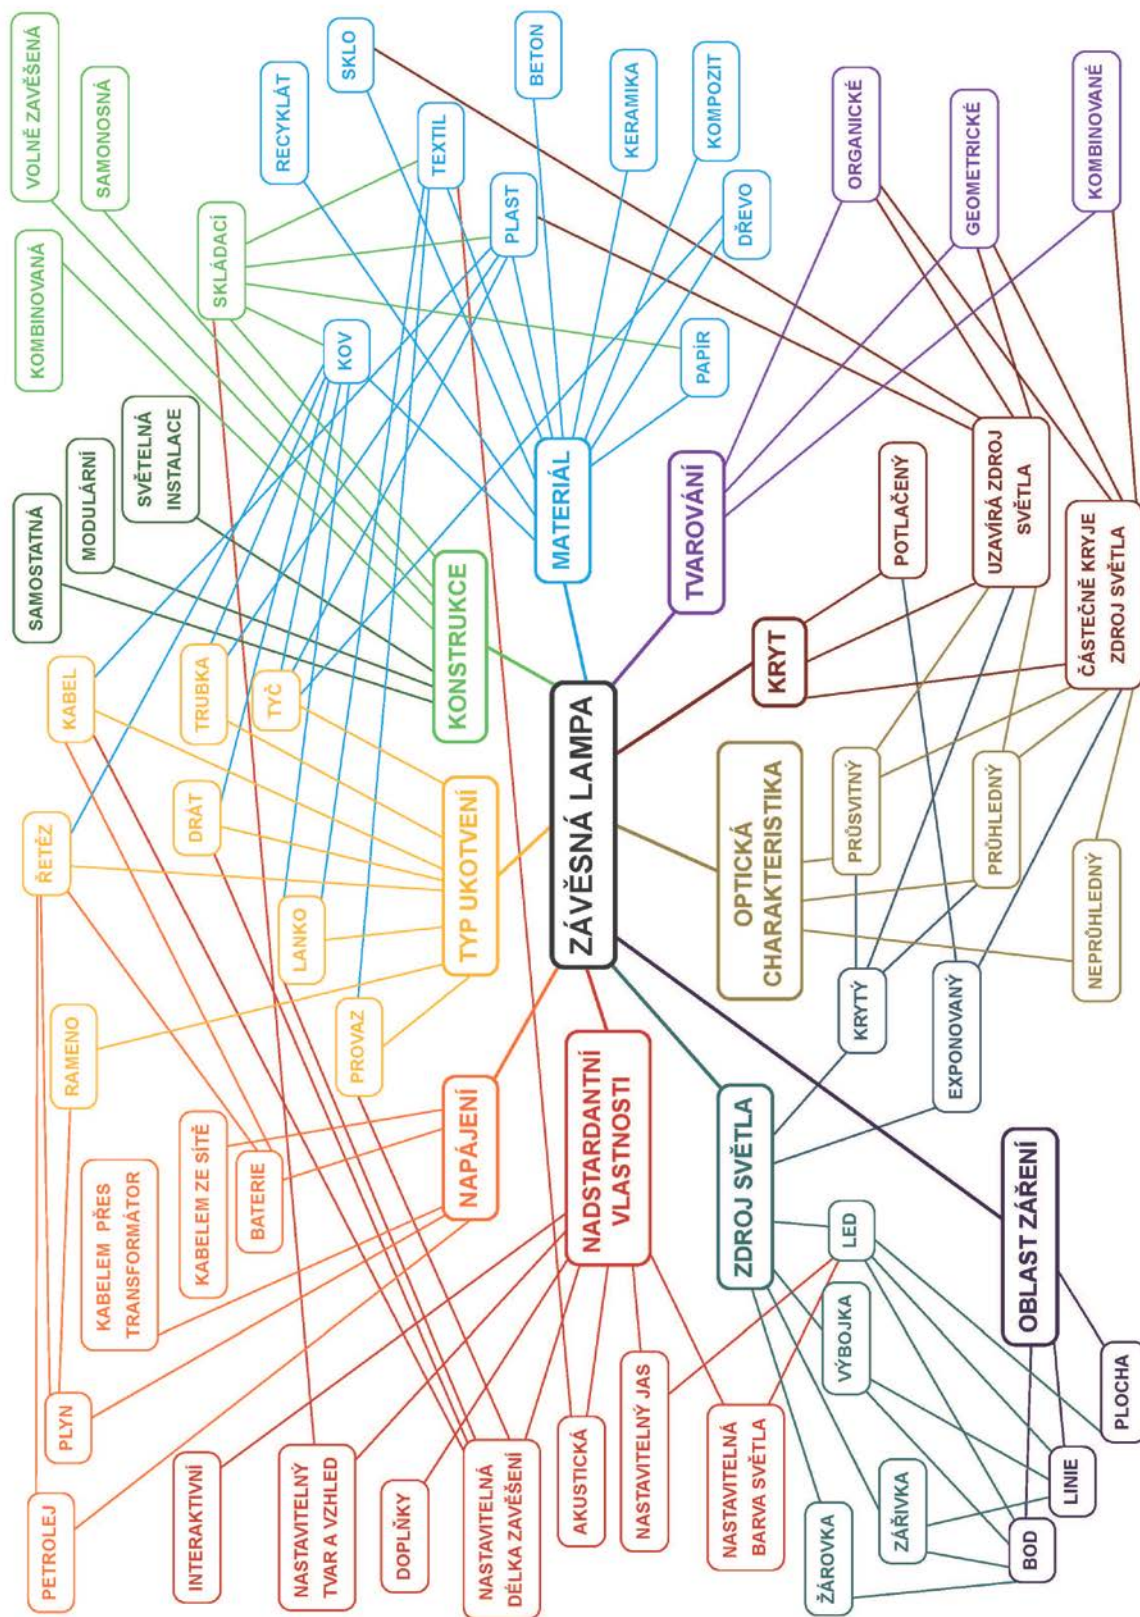 ZÁVĚSNÁ LAMPA
NAPÁJENÍ
PETROLEJ
PLYN
KABELEM PŘES
TRANSFORMÁTOR
KABELEM ZE SÍTĚ
BATERIE
TYP UKOTVENÍ
RAMENO
ŘETĚZ
KABEL
DRÁT
TRUBKA
TYČ
LANKO
PROVAZ
KONSTRUKCE
SAMOSTATNÁ
MODULÁRNÍ
SVĚTELNÁ
INSTALACE
KOMBINOVANÁ
VOLNĚ ZAVĚŠENÁ
SAMONOSNÁ
SKLÁDACÍ
MATERIÁL
KOV
RECYKLÁT
SKLO
TEXTIL
PLAST
BETON
KERAMIKA
KOMPOZIT
DŘEVO
PAPÍR
TVAROVÁNÍ
ORGANICKÉ
GEOMETRICKÉ
KOMBINOVANÉ
KRYT
POTLAČENÝ
UZAVÍRÁ ZDROJ
SVĚTLA
ČÁSTEČNĚ KRYJE
ZDROJ SVĚTLA
OPTICKÁ
CHARAKTERISTIKA
PRŮSVITNÝ
PRŮHLEDNÝ
NEPRŮHLEDNÝ
NADSTARDANTNÍ
VLASTNOSTI
INTERAKTIVNÍ
NASTAVITELNÝ
TVAR A VZHLED
DOPLŇKY
NASTAVITELNÁ
DÉLKA ZAVĚŠENÍ
AKUSTICKÁ
NASTAVITELNÝ JAS
NASTAVITELNÁ
BARVA SVĚTLA
ZDROJ SVĚTLA
KRYTÝ
EXPONOVANÝ
LED
VÝBOJKA
ŽÁROVKA
ZÁŘIVKA
OBLAST ZÁŘENÍ
BOD
LINIE
PLOCHA